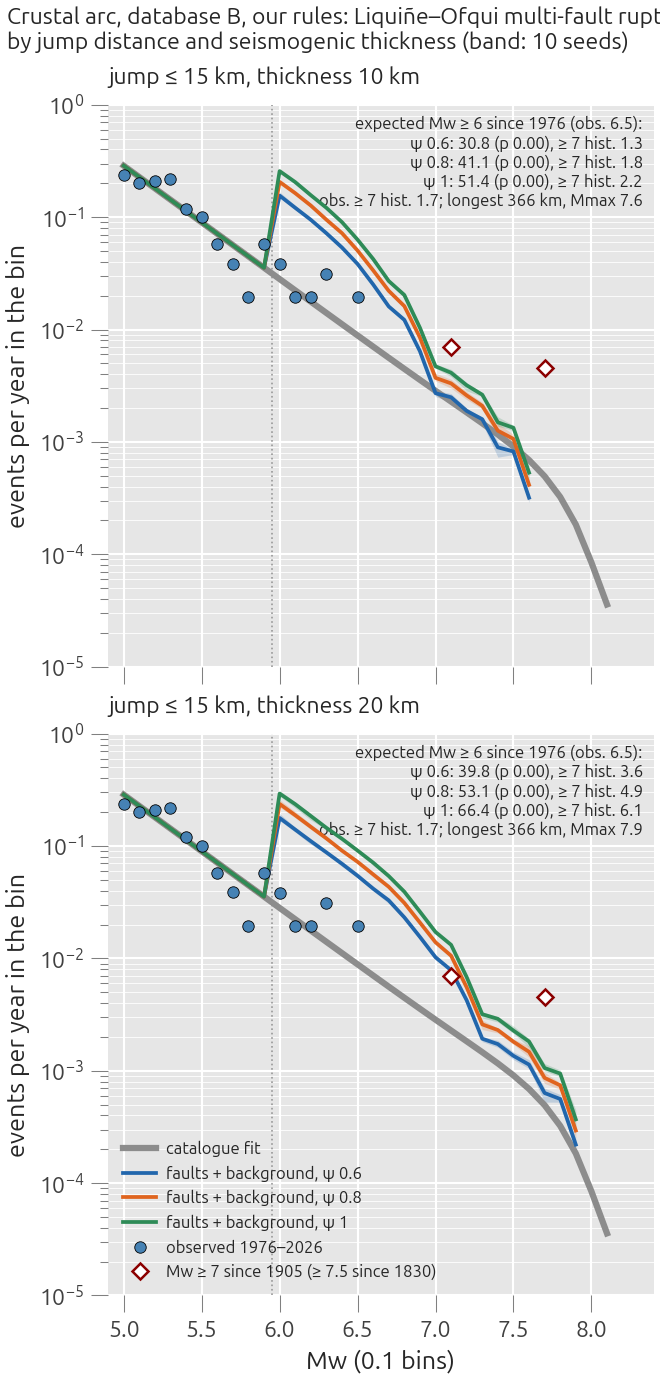 Crustal arc, database B, our rules: Liquiñe–Ofqui multi-fault rupt
by jump distance and seismogenic thickness (band: 10 seeds)
jump ≤ 15 km, thickness 10 km
expected Mw ≥ 6 since 1976 (obs. 6.5):
ψ 0.6: 30.8 (p 0.00), ≥ 7 hist. 1.3
ψ 0.8: 41.1 (p 0.00), ≥ 7 hist. 1.8
ψ 1: 51.4 (p 0.00), ≥ 7 hist. 2.2
obs. ≥ 7 hist. 1.7; longest 366 km, Mmax 7.6
10⁰
10⁻¹
10⁻²
10⁻³
10⁻⁴
10⁻⁵
events per year in the bin
jump ≤ 15 km, thickness 20 km
expected Mw ≥ 6 since 1976 (obs. 6.5):
ψ 0.6: 39.8 (p 0.00), ≥ 7 hist. 3.6
ψ 0.8: 53.1 (p 0.00), ≥ 7 hist. 4.9
ψ 1: 66.4 (p 0.00), ≥ 7 hist. 6.1
obs. ≥ 7 hist. 1.7; longest 366 km, Mmax 7.9
10⁰
10⁻¹
10⁻²
10⁻³
10⁻⁴
10⁻⁵
events per year in the bin
catalogue fit
faults + background, ψ 0.6
faults + background, ψ 0.8
faults + background, ψ 1
observed 1976–2026
Mw ≥ 7 since 1905 (≥ 7.5 since 1830)
5.0 5.5 6.0 6.5 7.0 7.5 8.0
Mw (0.1 bins)